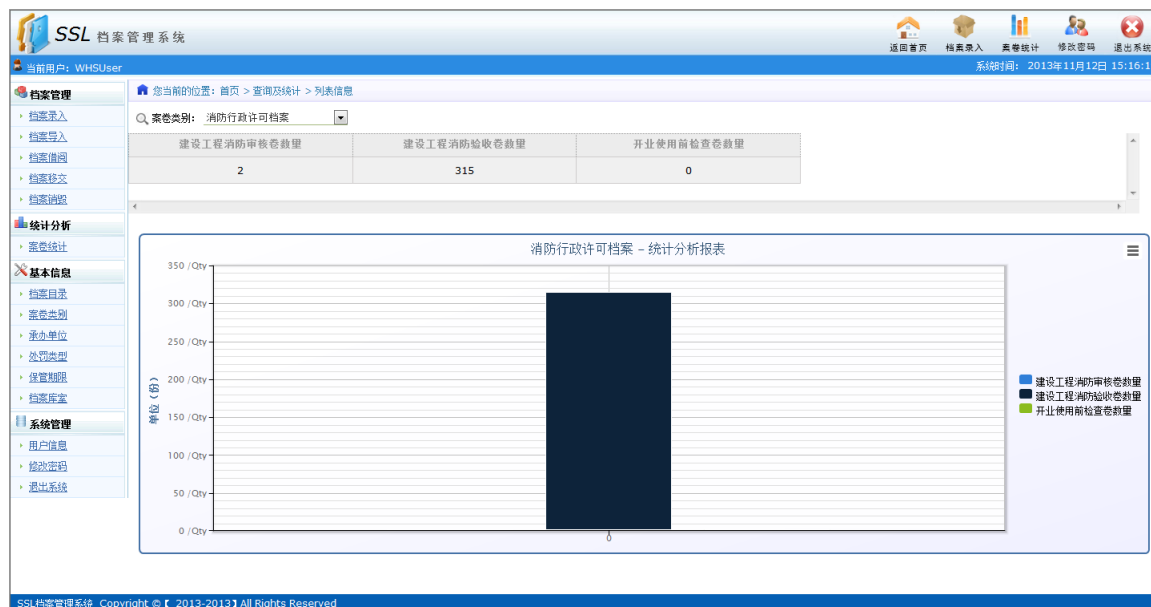 SSL 档案管理系统
返回首页 档案录入 案卷统计 修改密码 退出系统
当前用户: WHSUser
系统时间: 2013年11月12日 15:16:1
档案管理
档案录入
档案导入
档案借阅
档案移交
档案销毁
统计分析
案卷统计
基本信息
档案目录
案卷类别
承办单位
处罚类型
保管期限
档案库室
系统管理
用户信息
修改密码
退出系统
您当前的位置: 首页 > 查询及统计 > 列表信息
案卷类别: 消防行政许可档案
建设工程消防审核卷数量 建设工程消防验收卷数量 开业使用前检查卷数量
2 315 0
消防行政许可档案 – 统计分析报表
350 /Qty
300 /Qty
250 /Qty
200 /Qty
150 /Qty
100 /Qty
50 /Qty
0 /Qty
单位(份)
0
建设工程消防审核卷数量
建设工程消防验收卷数量
开业使用前检查卷数量
SSL档案管理系统 Copyright ©【 2013-2013】All Rights Reserved